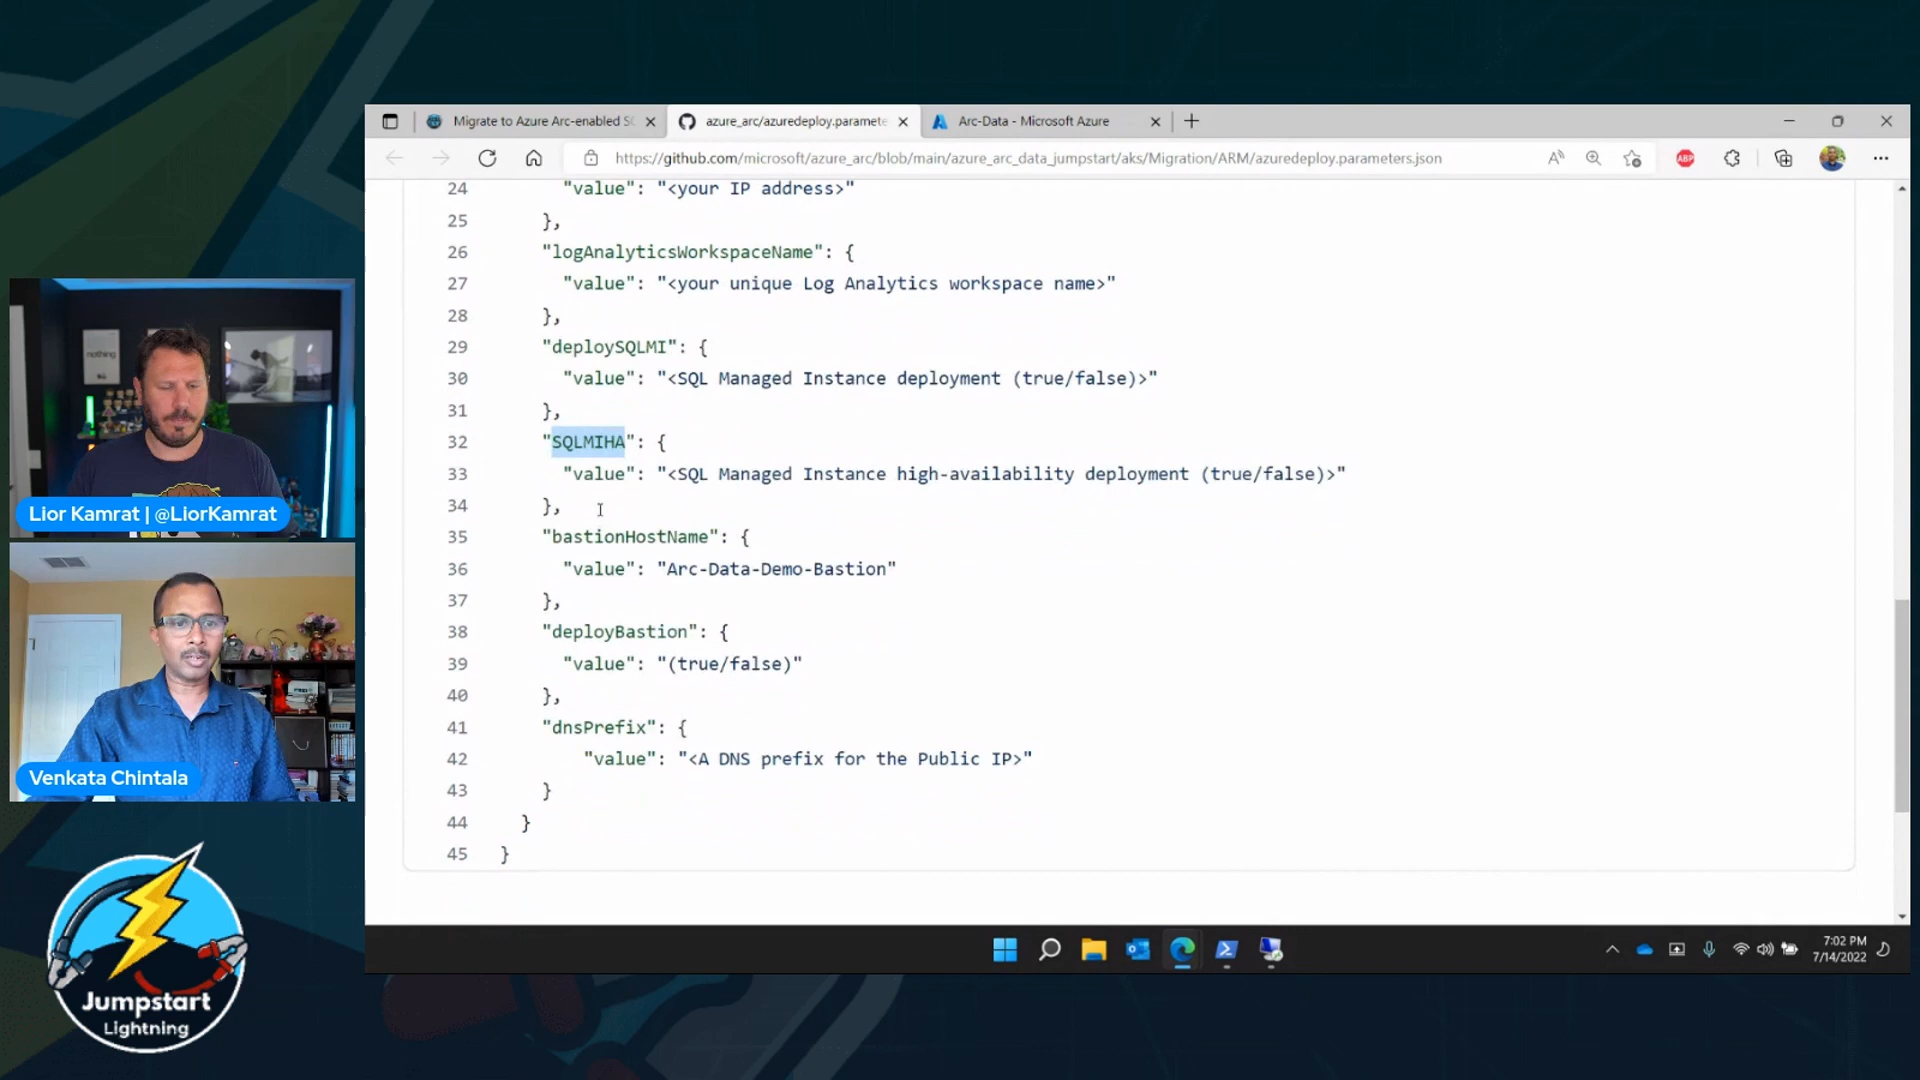 Migrate to Azure Arc-enabled SQ
azure_arc/azuredeploy.paramete
Arc-Data - Microsoft Azure
https://github.com/microsoft/azure_arc/blob/main/azure_arc_data_jumpstart/aks/Migration/ARM/azuredeploy.parameters.json
ABP
24 "value": "<your IP address>"
25 },
26 "logAnalyticsWorkspaceName": {
27 "value": "<your unique Log Analytics workspace name>"
28 },
29 "deploySQLMI": {
30 "value": "<SQL Managed Instance deployment (true/false)>"
31 },
32 "SQLMIHA": {
33 "value": "<SQL Managed Instance high-availability deployment (true/false)>"
34 },
35 "bastionHostName": {
36 "value": "Arc-Data-Demo-Bastion"
37 },
38 "deployBastion": {
39 "value": "(true/false)"
40 },
41 "dnsPrefix": {
42 "value": "<A DNS prefix for the Public IP>"
43 }
44 }
45 }
nothing
Lior Kamrat | @LiorKamrat
Venkata Chintala
Jumpstart
Lightning
7:02 PM
7/14/2022